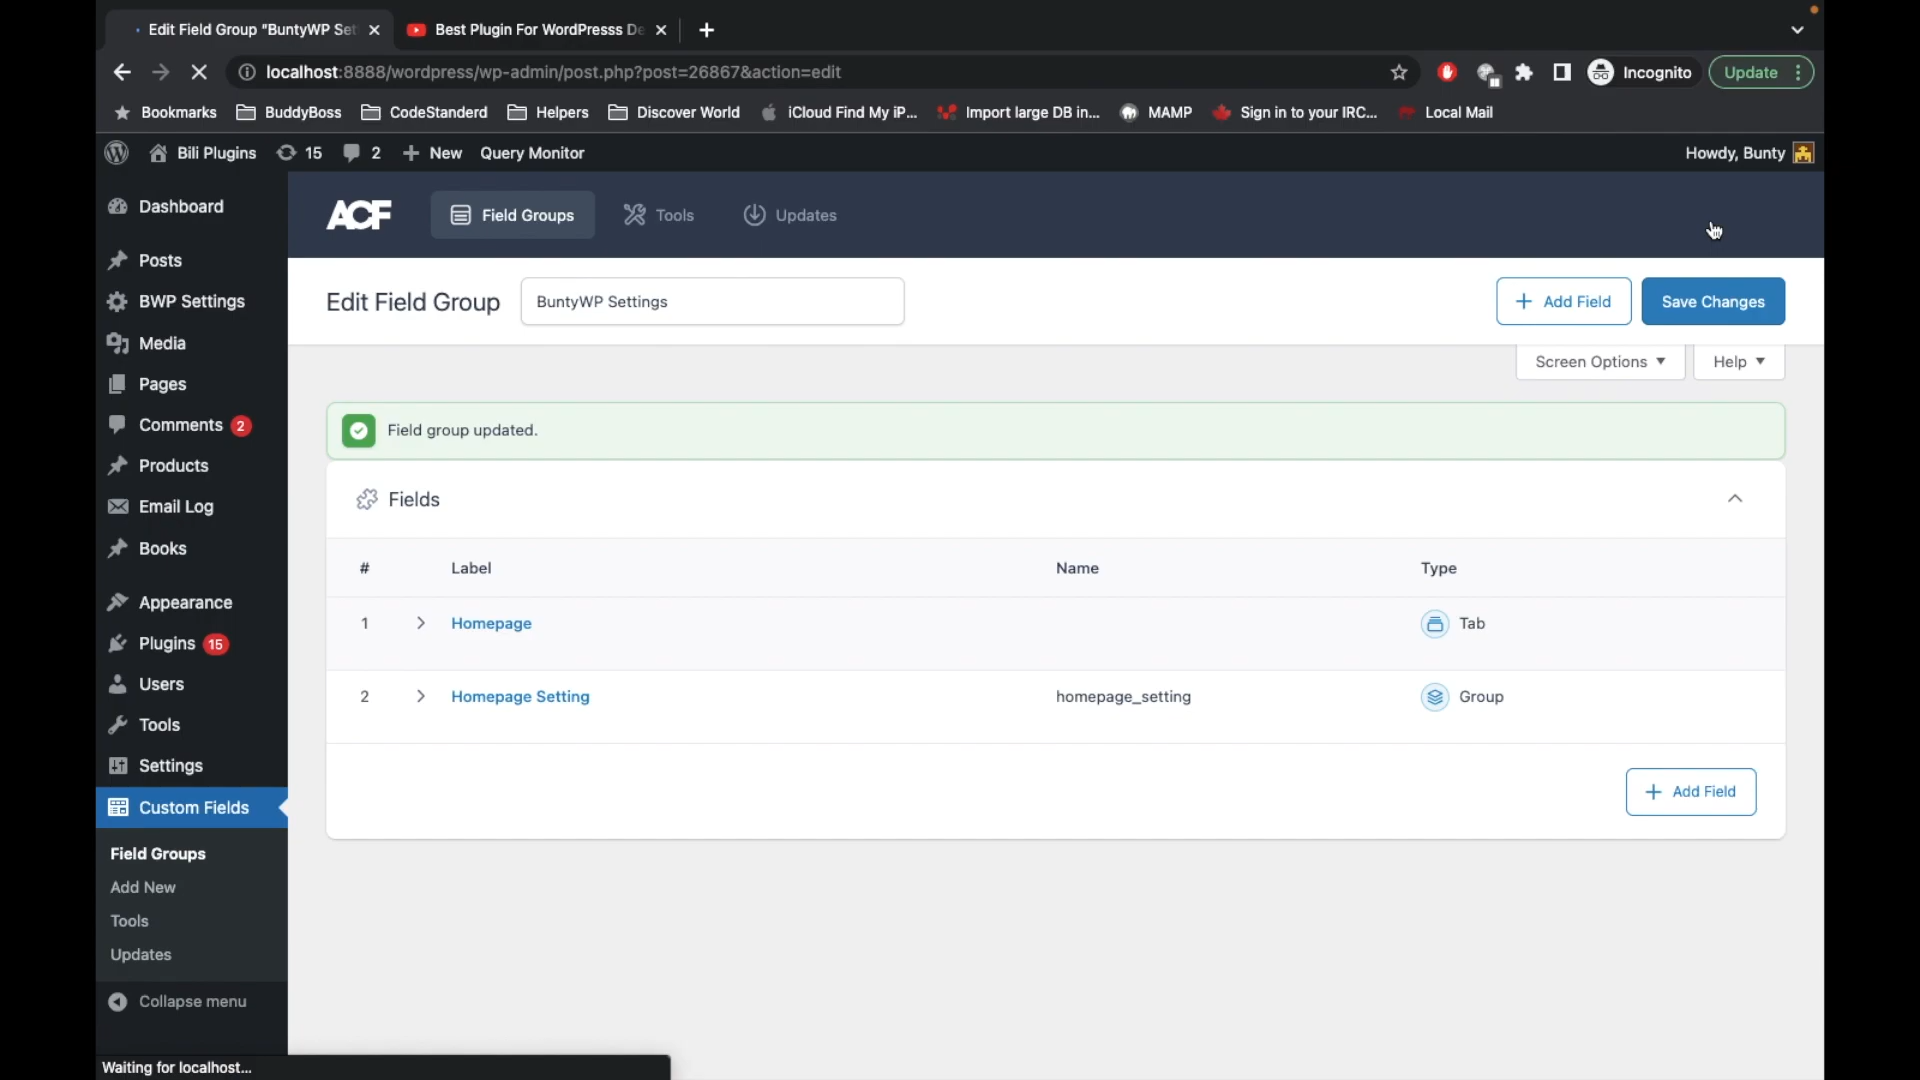 Edit Field Group "BuntyWP Set
Best Plugin For WordPresss De
localhost:8888/wordpress/wp-admin/post.php?post=26867&action=edit
Incognito
Update
Bookmarks
BuddyBoss
CodeStanderd
Helpers
Discover World
iCloud Find My iP...
Import large DB in...
MAMP
Sign in to your IRC...
Local Mail
Bili Plugins
15
2
New
Query Monitor
Howdy, Bunty
Dashboard
Posts
BWP Settings
Media
Pages
Comments 2
Products
Email Log
Books
Appearance
Plugins 15
Users
Tools
Settings
Custom Fields
Field Groups
Add New
Tools
Updates
Collapse menu
ACF
Field Groups
Tools
Updates
Edit Field Group
BuntyWP Settings
+ Add Field
Save Changes
Screen Options
Help
Field group updated.
Fields
# Label Name Type
1 Homepage Tab
2 Homepage Setting homepage_setting Group
+ Add Field
Waiting for localhost...